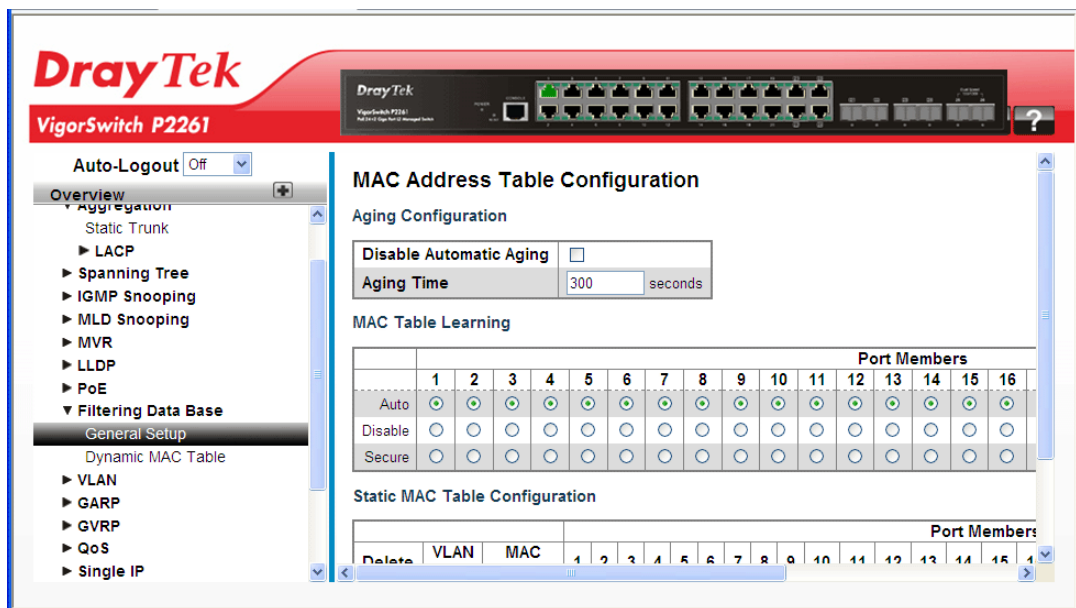 DrayTek
VigorSwitch P2261
DrayTek
VigorSwitch P2261
?
Auto-Logout Off
Overview
Aggregation
Static Trunk
LACP
Spanning Tree
IGMP Snooping
MLD Snooping
MVR
LLDP
PoE
Filtering Data Base
General Setup
Dynamic MAC Table
VLAN
GARP
GVRP
QoS
Single IP
MAC Address Table Configuration
Aging Configuration
Disable Automatic Aging
Aging Time 300 seconds
MAC Table Learning
Port Members
1 2 3 4 5 6 7 8 9 10 11 12 13 14 15 16
Auto
Disable
Secure
Static MAC Table Configuration
Port Members
VLAN MAC
Delete 1 2 3 4 5 6 7 8 9 10 11 12 13 14 15 1